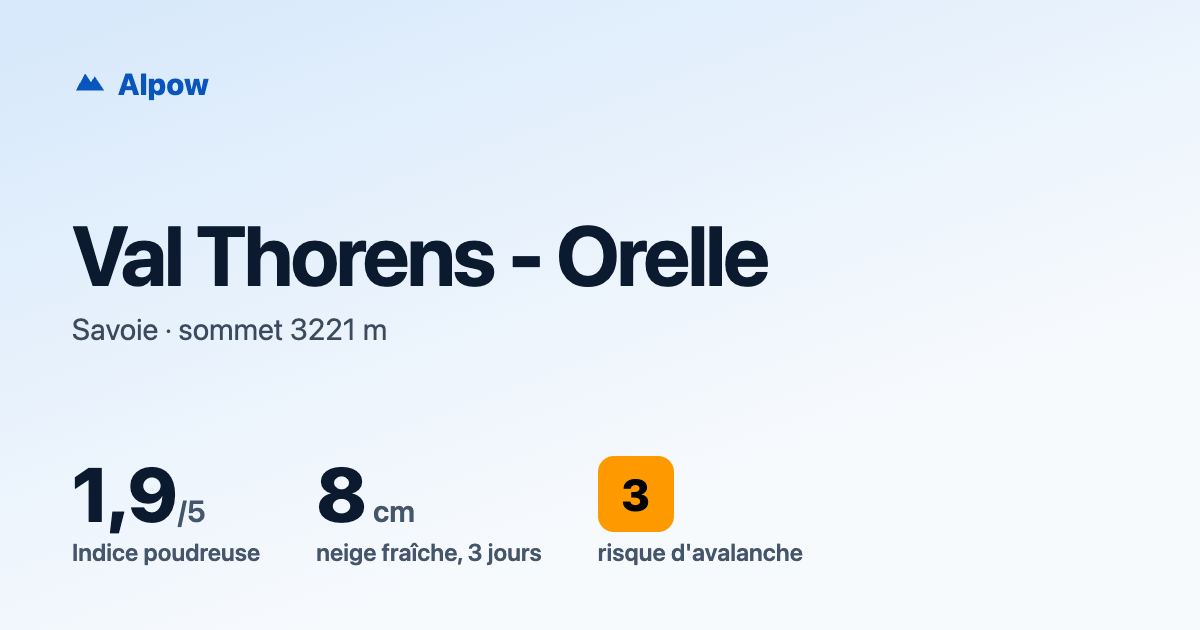 Alpow
Val Thorens - Orelle
Savoie · sommet 3221 m
1,9/5 8 cm 3
Indice poudreuse neige fraîche, 3 jours risque d'avalanche